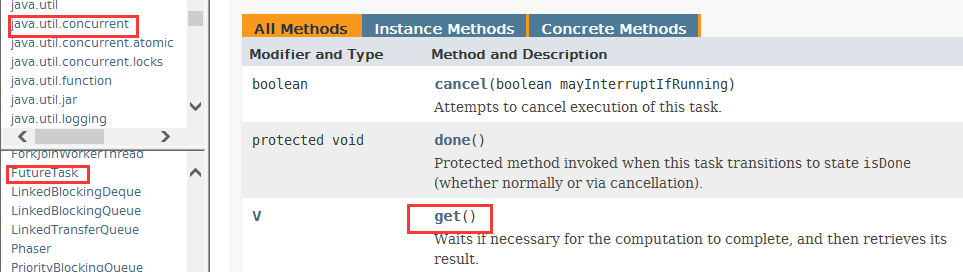 java.util
java.util.concurrent
java.util.concurrent.atomic
java.util.concurrent.locks
java.util.function
java.util.jar
java.util.logging
ForkJoinWorkerThread
FutureTask
LinkedBlockingDeque
LinkedBlockingQueue
LinkedTransferQueue
Phaser
PriorityBlockingQueue
All Methods Instance Methods Concrete Methods
Modifier and Type Method and Description
boolean cancel(boolean mayInterruptIfRunning)
Attempts to cancel execution of this task.
protected void done()
Protected method invoked when this task transitions to state isDone
(whether normally or via cancellation).
V get()
Waits if necessary for the computation to complete, and then retrieves its
result.